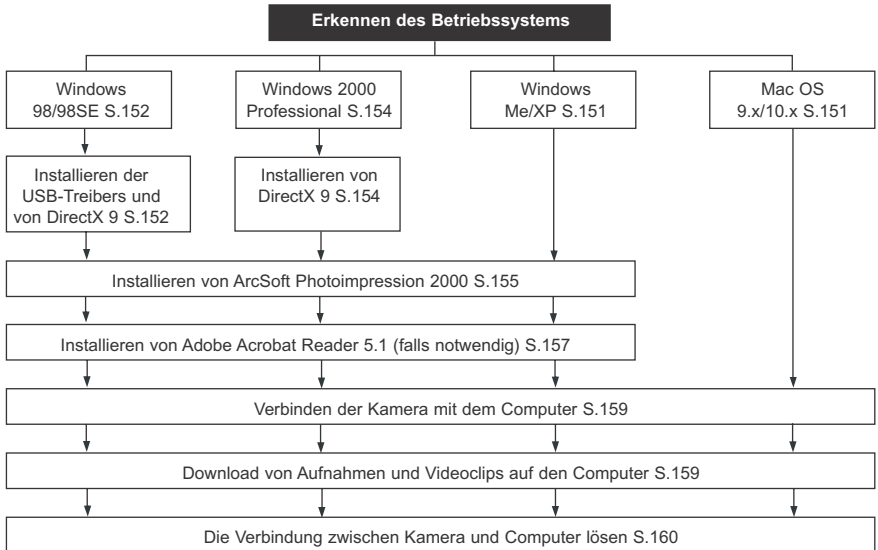 Erkennen des Betriebssystems
Windows
98/98SE S.152
Windows 2000
Professional S.154
Windows
Me/XP S.151
Mac OS
9.x/10.x S.151
Installieren der
USB-Treibers und
von DirectX 9 S.152
Installieren von
DirectX 9 S.154
Installieren von ArcSoft Photoimpression 2000 S.155
Installieren von Adobe Acrobat Reader 5.1 (falls notwendig) S.157
Verbinden der Kamera mit dem Computer S.159
Download von Aufnahmen und Videoclips auf den Computer S.159
Die Verbindung zwischen Kamera und Computer lösen S.160